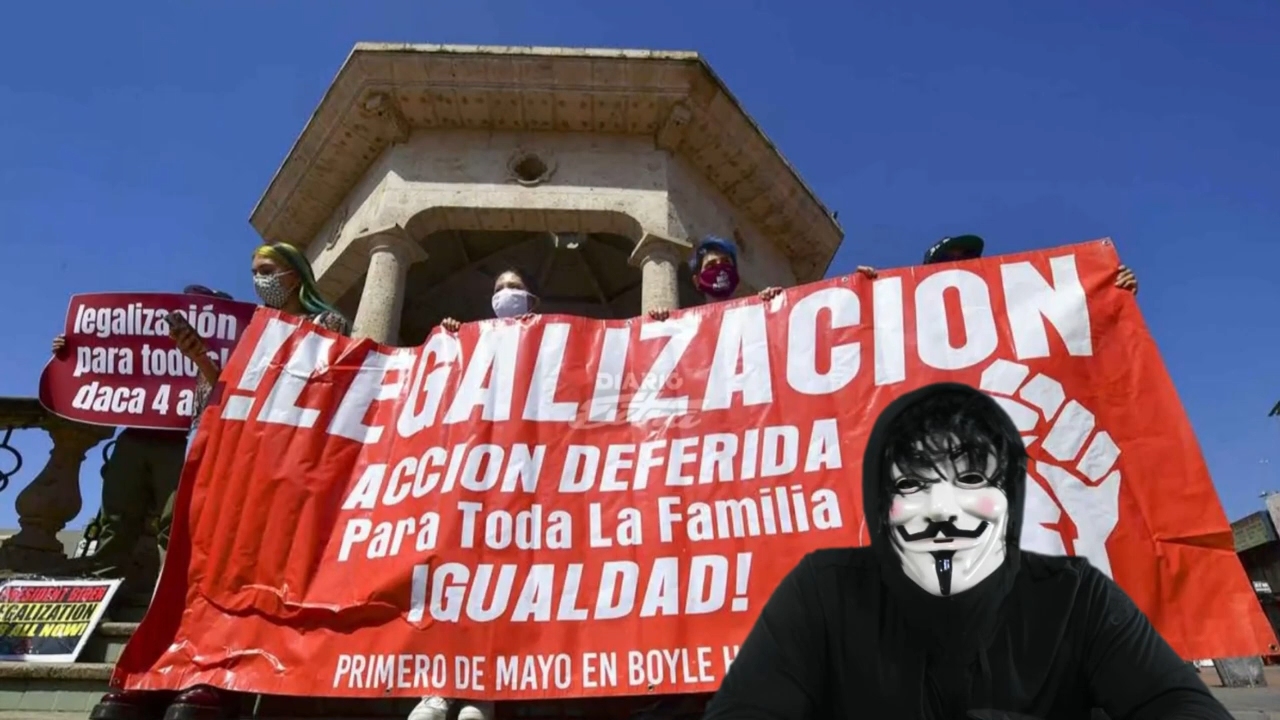 legalización
para todos!
daca 4 a
!LEGALIZACION
ACCION DEFERIDA
Para Toda La Familia
IGUALDAD!
PRIMERO DE MAYO EN BOYLE H
DIARIO
PRESIDENT BIDEN
LEGALIZATION
ALL NOW!